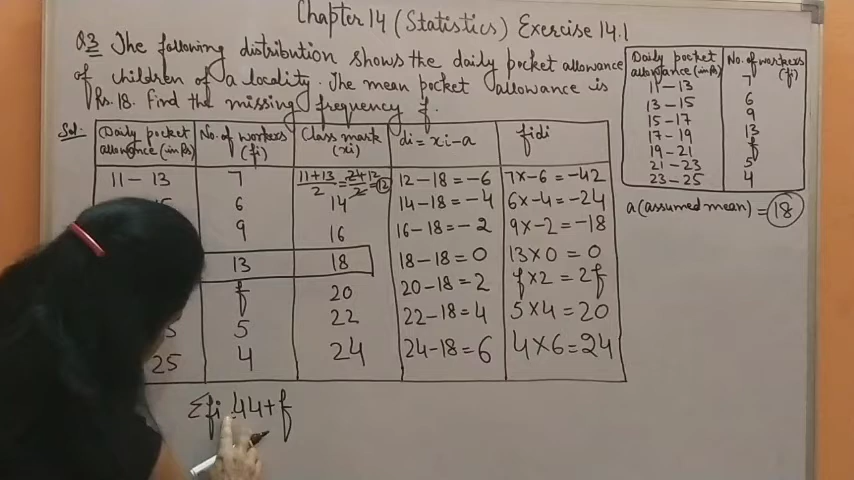 Chapter 14 (Statistics) Exercise 14.1
Q.3 The following distribution shows the daily pocket allowance
of children of a locality. The mean pocket allowance is
Rs. 18. Find the missing frequency f.
Daily pocket allowance (in Rs) No. of workers (fi)
11-13 7
13-15 6
15-17 9
17-19 13
19-21 f
21-23 5
23-25 4
a (assumed mean) = 18
Sol.
Daily pocket allowance (in Rs) No. of workers (fi) Class mark (xi) di = xi - a fidi
11-13 7 11+13/2 = 24/2 = 12 12-18 = -6 7x-6 = -42
6 14 14-18 = -4 6x-4 = -24
9 16 16-18 = -2 9x-2 = -18
13 18 18-18 = 0 13x0 = 0
f 20 20-18 = 2 fx2 = 2f
5 22 22-18 = 4 5x4 = 20
25 4 24 24-18 = 6 4x6 = 24
Σfi 44+f